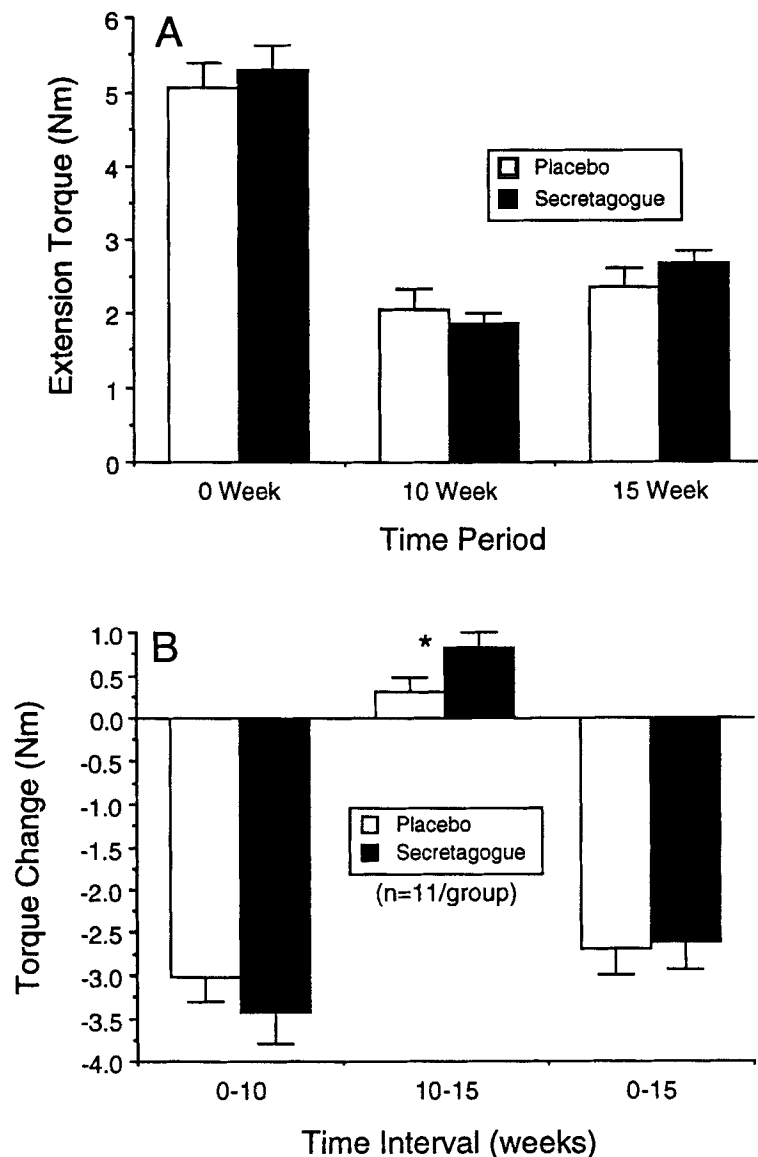 A
6
5
4
3
2
1
0
Extension Torque (Nm)
Placebo
Secretagogue
0 Week
10 Week
15 Week
Time Period
B
1.0
0.5
0.0
-0.5
-1.0
-1.5
-2.0
-2.5
-3.0
-3.5
-4.0
Torque Change (Nm)
*
Placebo
Secretagogue
(n=11/group)
0-10
10-15
0-15
Time Interval (weeks)